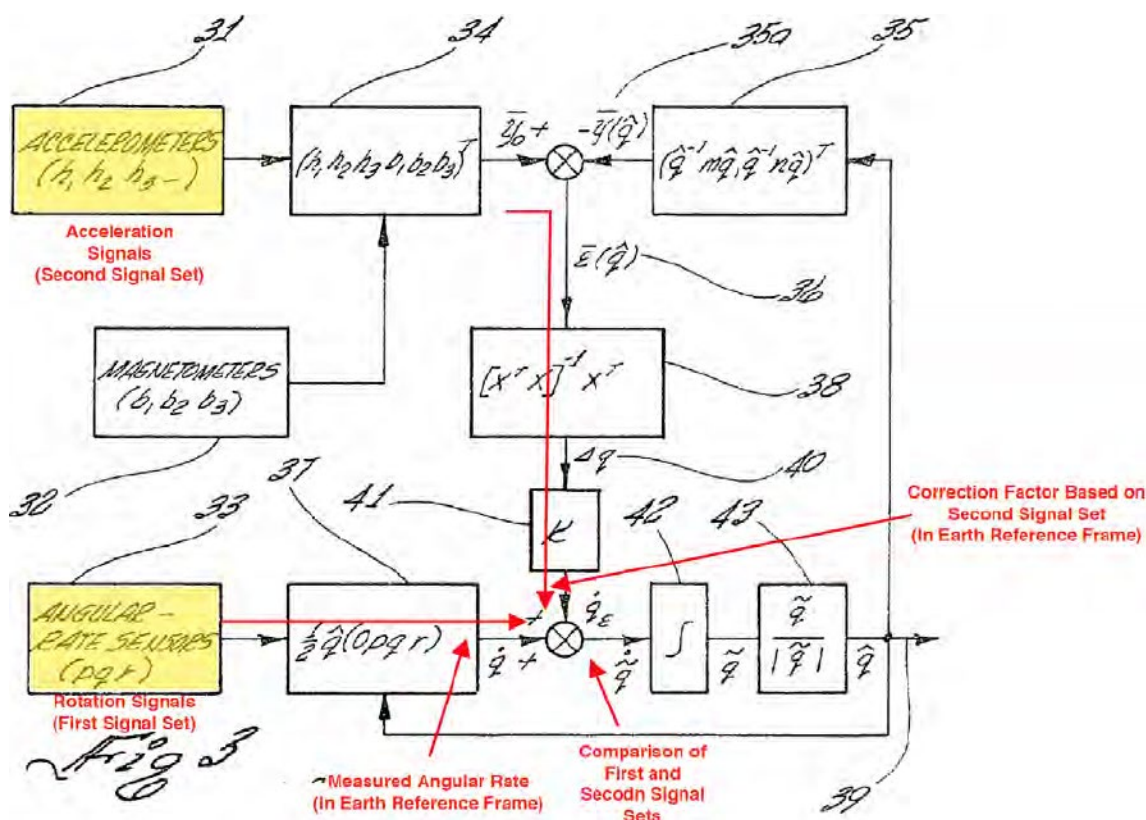 31
34
35a
35
ACCELEROMETERS
(h₁ h₂ h₃ -)
(h₁ h₂ h₃ b₁ b₂ b₃)ᵀ
y̅₀ +
-y̅(q̂)
(q̂⁻¹mq̂, q̂⁻¹nq̂)ᵀ
Acceleration
Signals
(Second Signal Set)
ε̅(q̂)
36
MAGNETOMETERS
(b₁ b₂ b₃)
[XᵀX]⁻¹Xᵀ
38
32
37
Δq
40
33
41
K
42
43
Correction Factor Based on
Second Signal Set
(In Earth Reference Frame)
ANGULAR-
RATE SENSORS
(pqr)
½q̂(0pqr)
q̇ +
+
q̇ε
q̃̇
∫
q̃
q̃
|q̃|
q̂
Rotation Signals
(First Signal Set)
Fig 3
~Measured Angular Rate
(In Earth Reference Frame)
Comparison of
First and
Secodn Signal
Sets
39